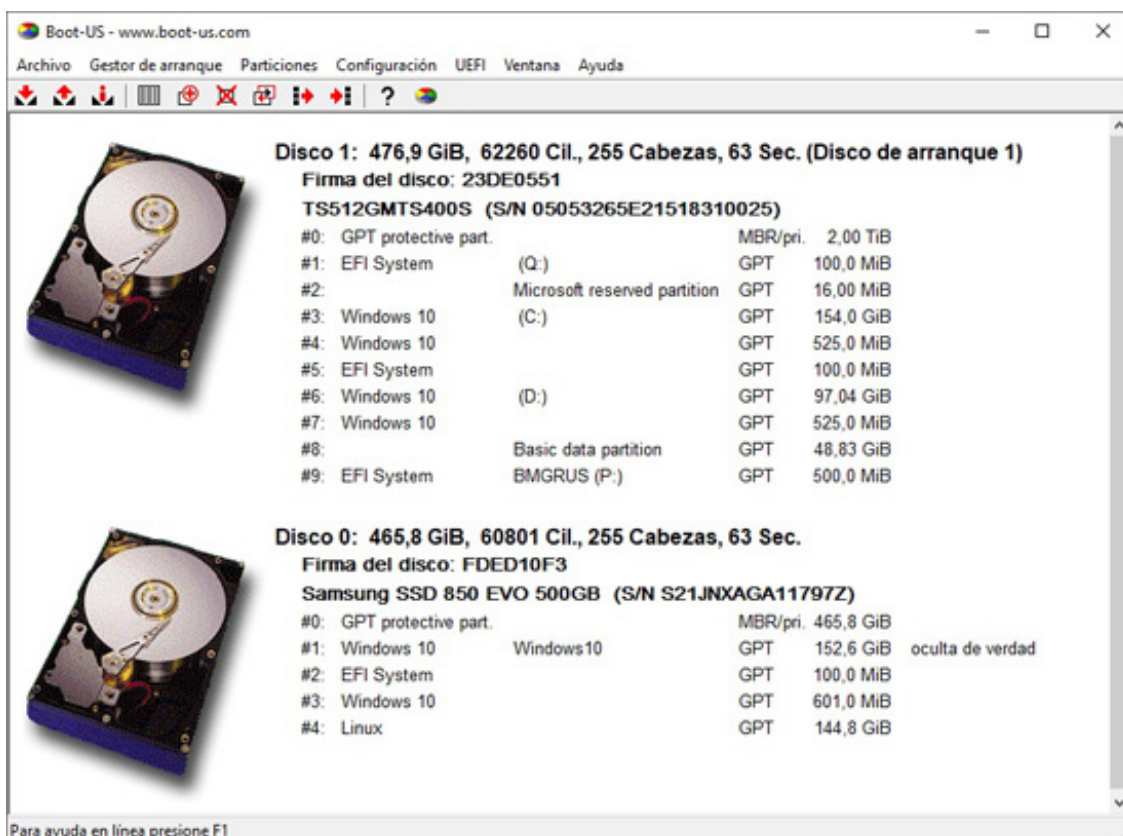 Boot-US - www.boot-us.com
Archivo Gestor de arranque Particiones Configuración UEFI Ventana Ayuda
Disco 1: 476,9 GiB, 62260 Cil., 255 Cabezas, 63 Sec. (Disco de arranque 1)
Firma del disco: 23DE0551
TS512GMTS400S (S/N 05053265E21518310025)
#0: GPT protective part. MBR/pri. 2,00 TiB
#1: EFI System (Q:) GPT 100,0 MiB
#2: Microsoft reserved partition GPT 16,00 MiB
#3: Windows 10 (C:) GPT 154,0 GiB
#4: Windows 10 GPT 525,0 MiB
#5: EFI System GPT 100,0 MiB
#6: Windows 10 (D:) GPT 97,04 GiB
#7: Windows 10 GPT 525,0 MiB
#8: Basic data partition GPT 48,83 GiB
#9: EFI System BMGRUS (P:) GPT 500,0 MiB
Disco 0: 465,8 GiB, 60801 Cil., 255 Cabezas, 63 Sec.
Firma del disco: FDED10F3
Samsung SSD 850 EVO 500GB (S/N S21JNXAGA11797Z)
#0: GPT protective part. MBR/pri. 465,8 GiB
#1: Windows 10 Windows10 GPT 152,6 GiB oculta de verdad
#2: EFI System GPT 100,0 MiB
#3: Windows 10 GPT 601,0 MiB
#4: Linux GPT 144,8 GiB
Para ayuda en línea presione F1